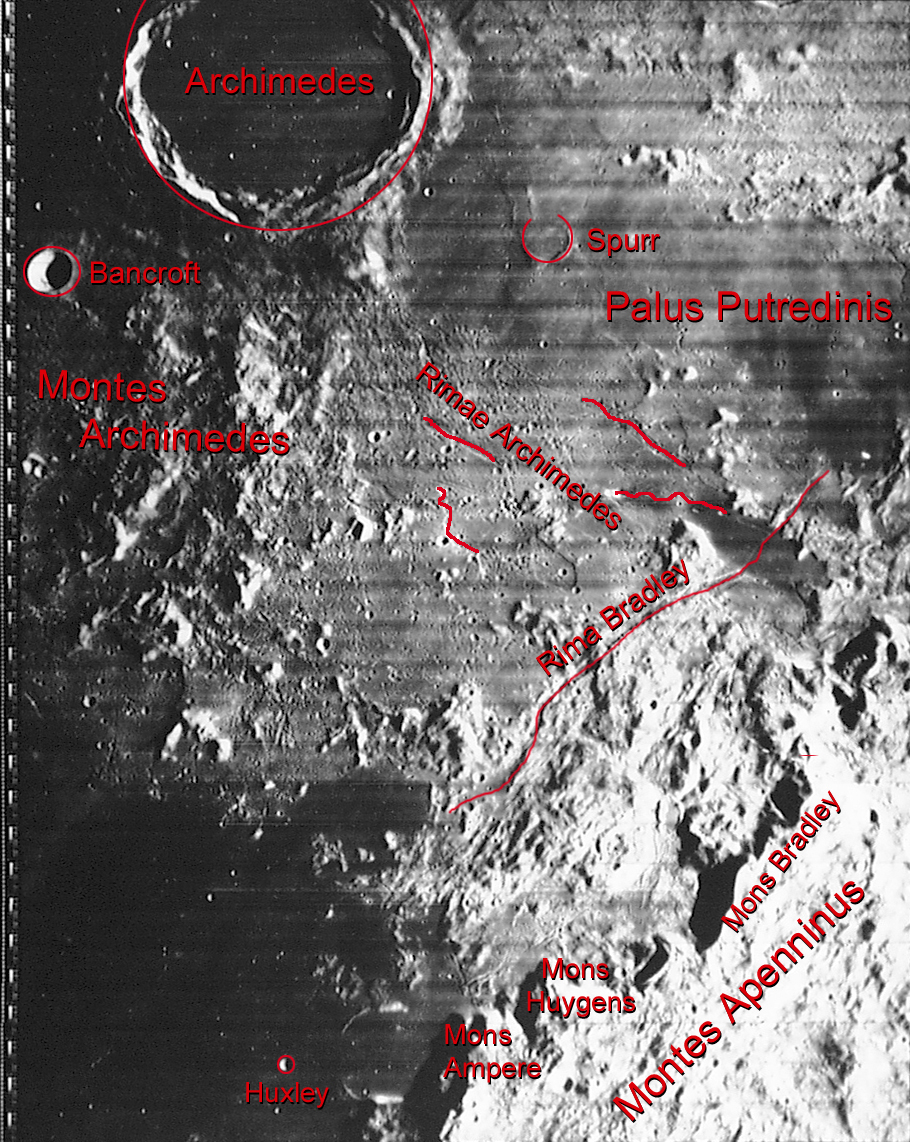 Archimedes
Spurr
Bancroft
Palus Putredinis
Montes
Archimedes
Rimae Archimedes
Rima Bradley
Mons Bradley
Montes Apenninus
Mons
Huygens
Mons
Ampere
Huxley